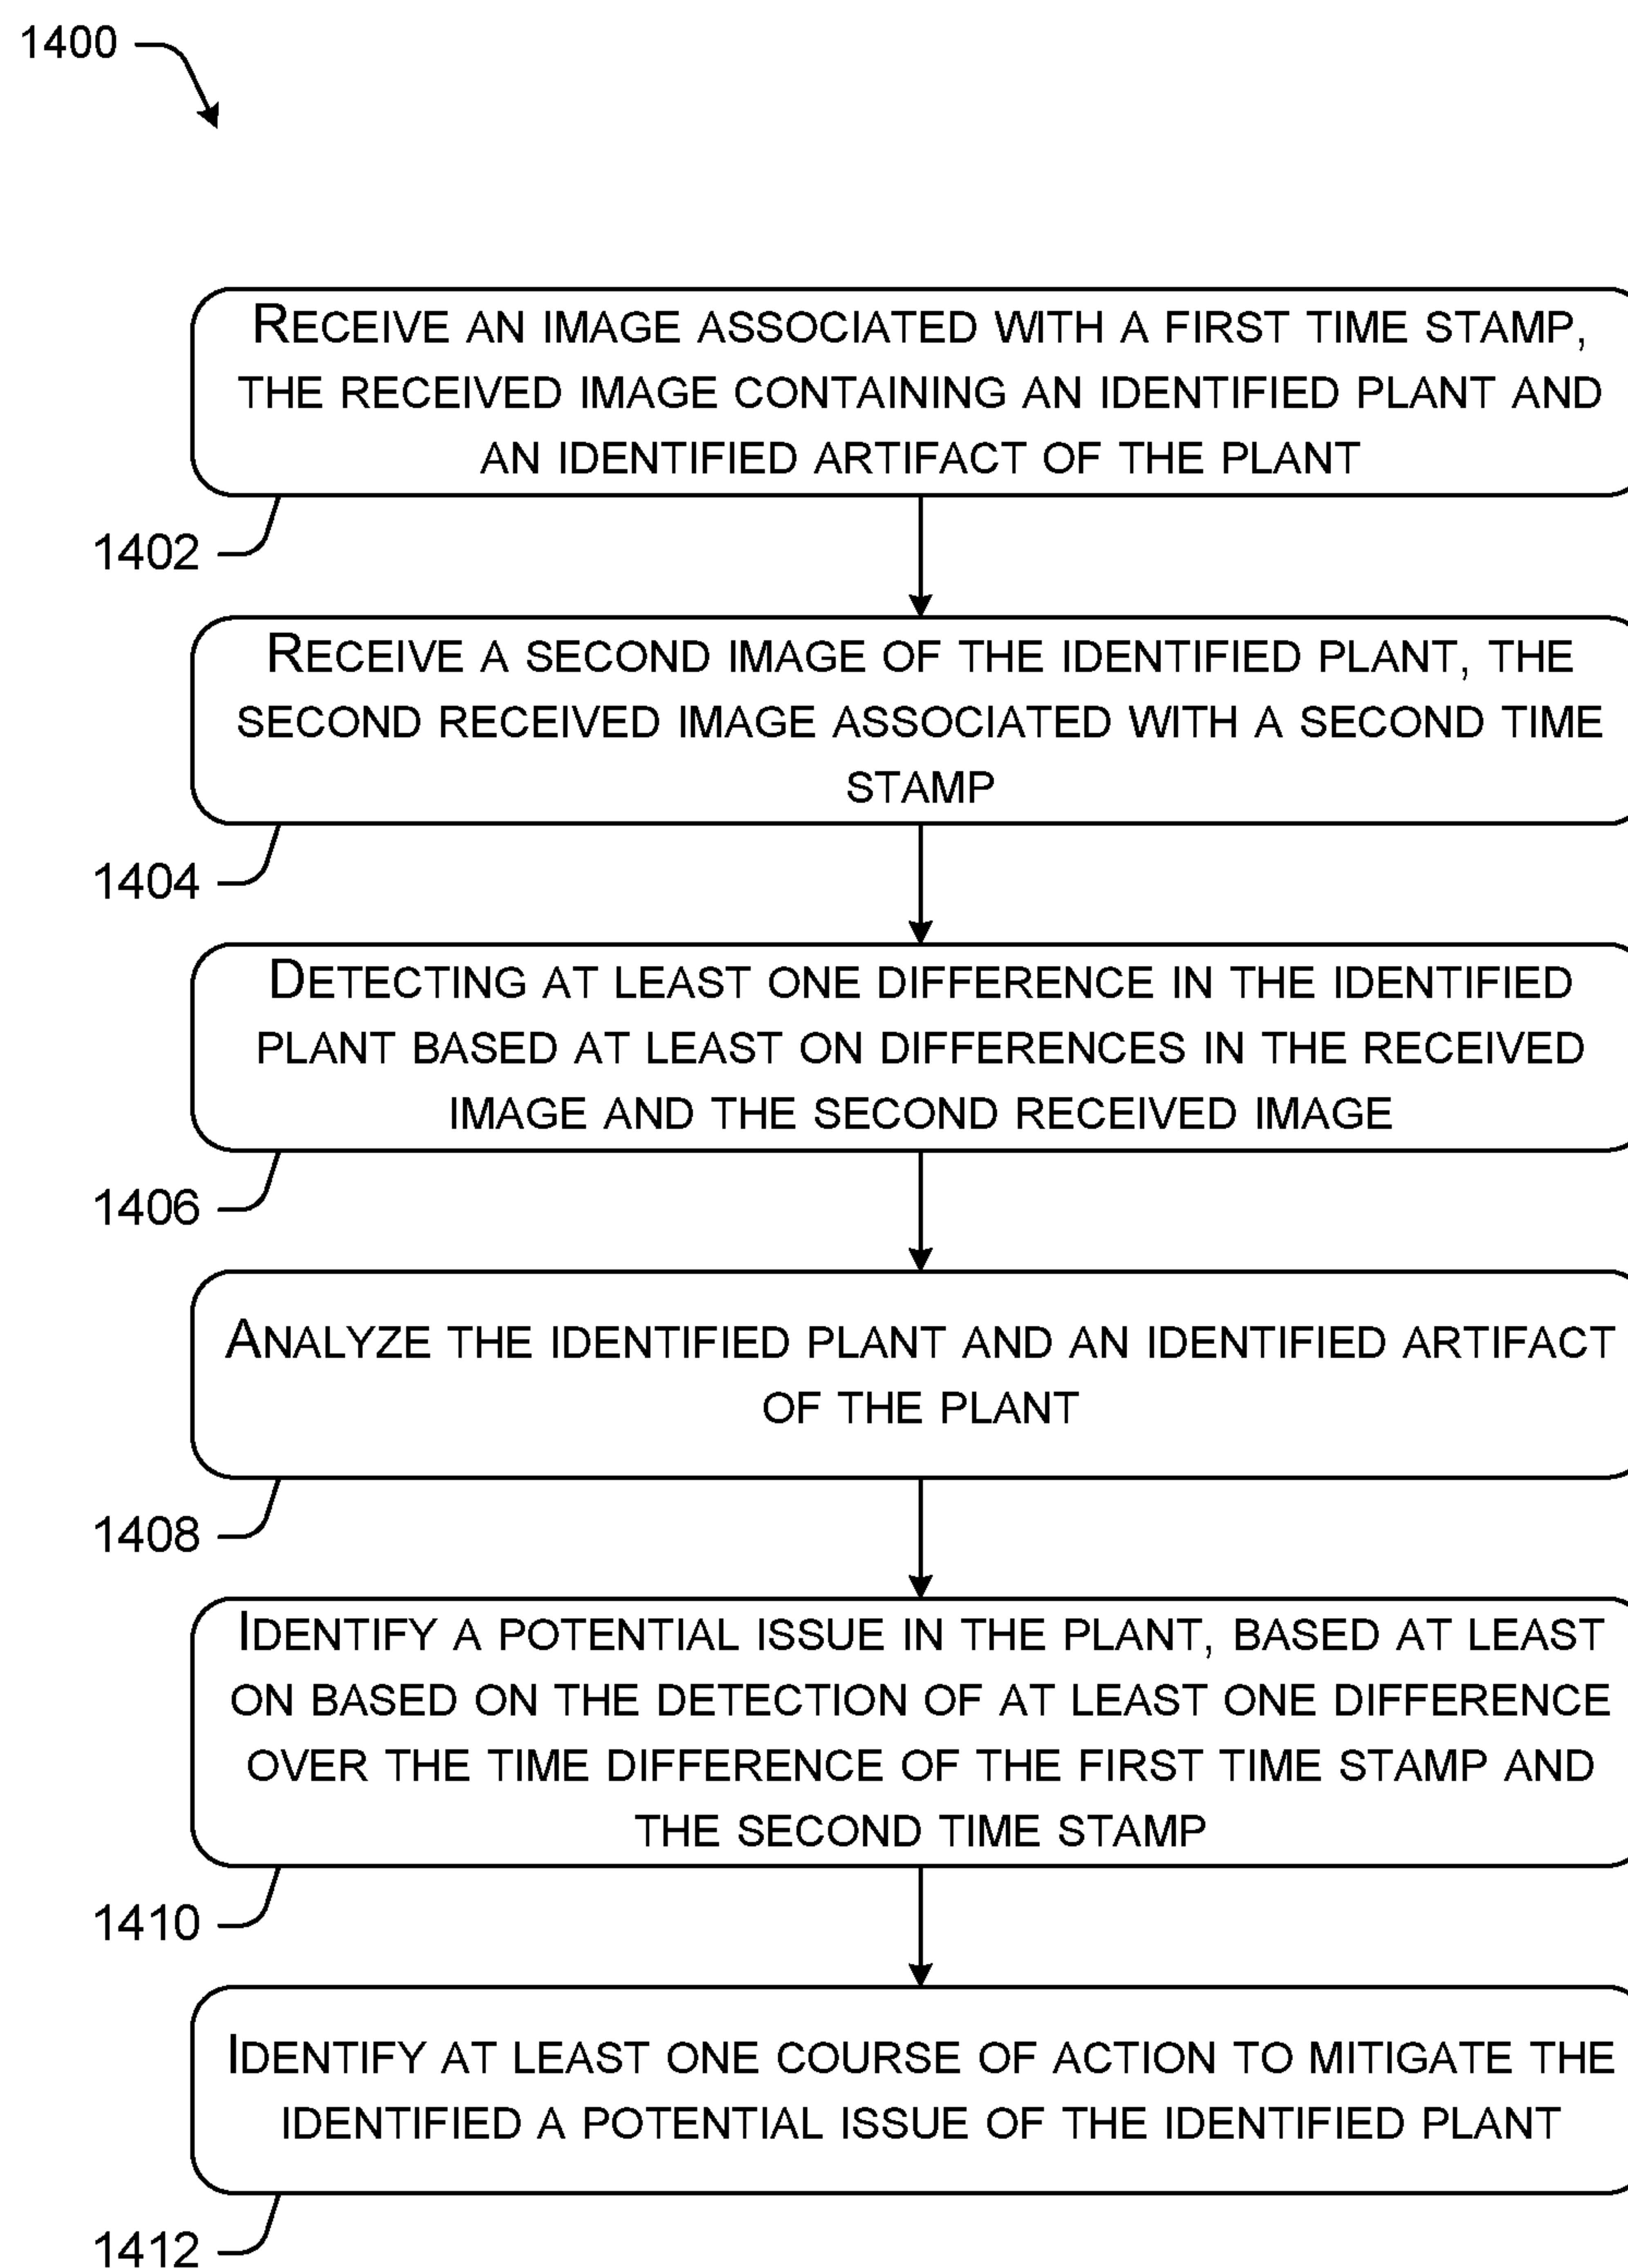 1400
RECEIVE AN IMAGE ASSOCIATED WITH A FIRST TIME STAMP,
THE RECEIVED IMAGE CONTAINING AN IDENTIFIED PLANT AND
AN IDENTIFIED ARTIFACT OF THE PLANT
1402
RECEIVE A SECOND IMAGE OF THE IDENTIFIED PLANT, THE
SECOND RECEIVED IMAGE ASSOCIATED WITH A SECOND TIME
STAMP
1404
DETECTING AT LEAST ONE DIFFERENCE IN THE IDENTIFIED
PLANT BASED AT LEAST ON DIFFERENCES IN THE RECEIVED
IMAGE AND THE SECOND RECEIVED IMAGE
1406
ANALYZE THE IDENTIFIED PLANT AND AN IDENTIFIED ARTIFACT
OF THE PLANT
1408
IDENTIFY A POTENTIAL ISSUE IN THE PLANT, BASED AT LEAST
ON BASED ON THE DETECTION OF AT LEAST ONE DIFFERENCE
OVER THE TIME DIFFERENCE OF THE FIRST TIME STAMP AND
THE SECOND TIME STAMP
1410
IDENTIFY AT LEAST ONE COURSE OF ACTION TO MITIGATE THE
IDENTIFIED A POTENTIAL ISSUE OF THE IDENTIFIED PLANT
1412